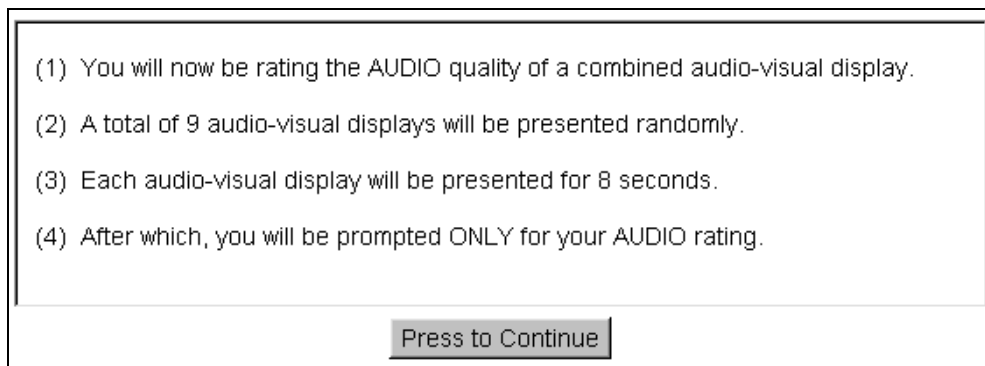 (1) You will now be rating the AUDIO quality of a combined audio-visual display.
(2) A total of 9 audio-visual displays will be presented randomly.
(3) Each audio-visual display will be presented for 8 seconds.
(4) After which, you will be prompted ONLY for your AUDIO rating.
Press to Continue